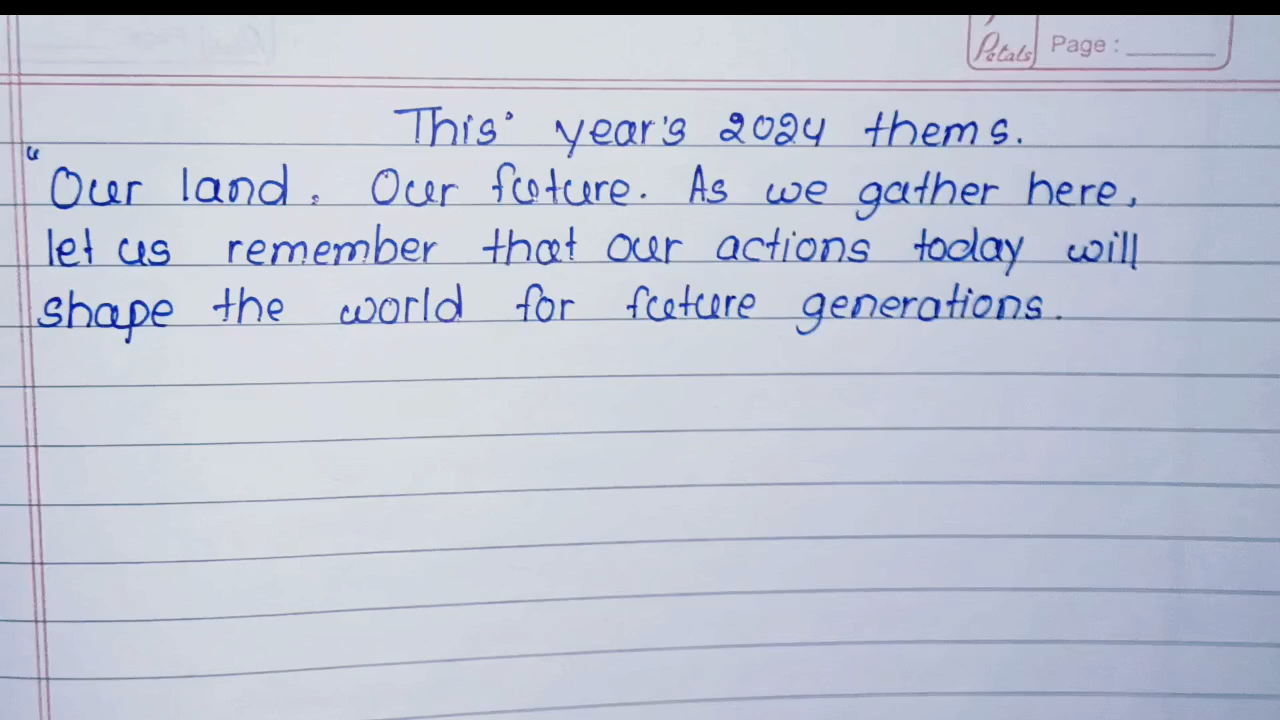 Petals Page :
This year's 2024 thems.
"Our land. Our future. As we gather here,
let us remember that our actions today will
shape the world for future generations.